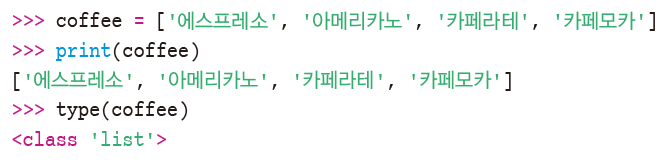 >>> coffee = ['에스프레소', '아메리카노', '카페라테', '카페모카']
>>> print(coffee)
['에스프레소', '아메리카노', '카페라테', '카페모카']
>>> type(coffee)
<class 'list'>